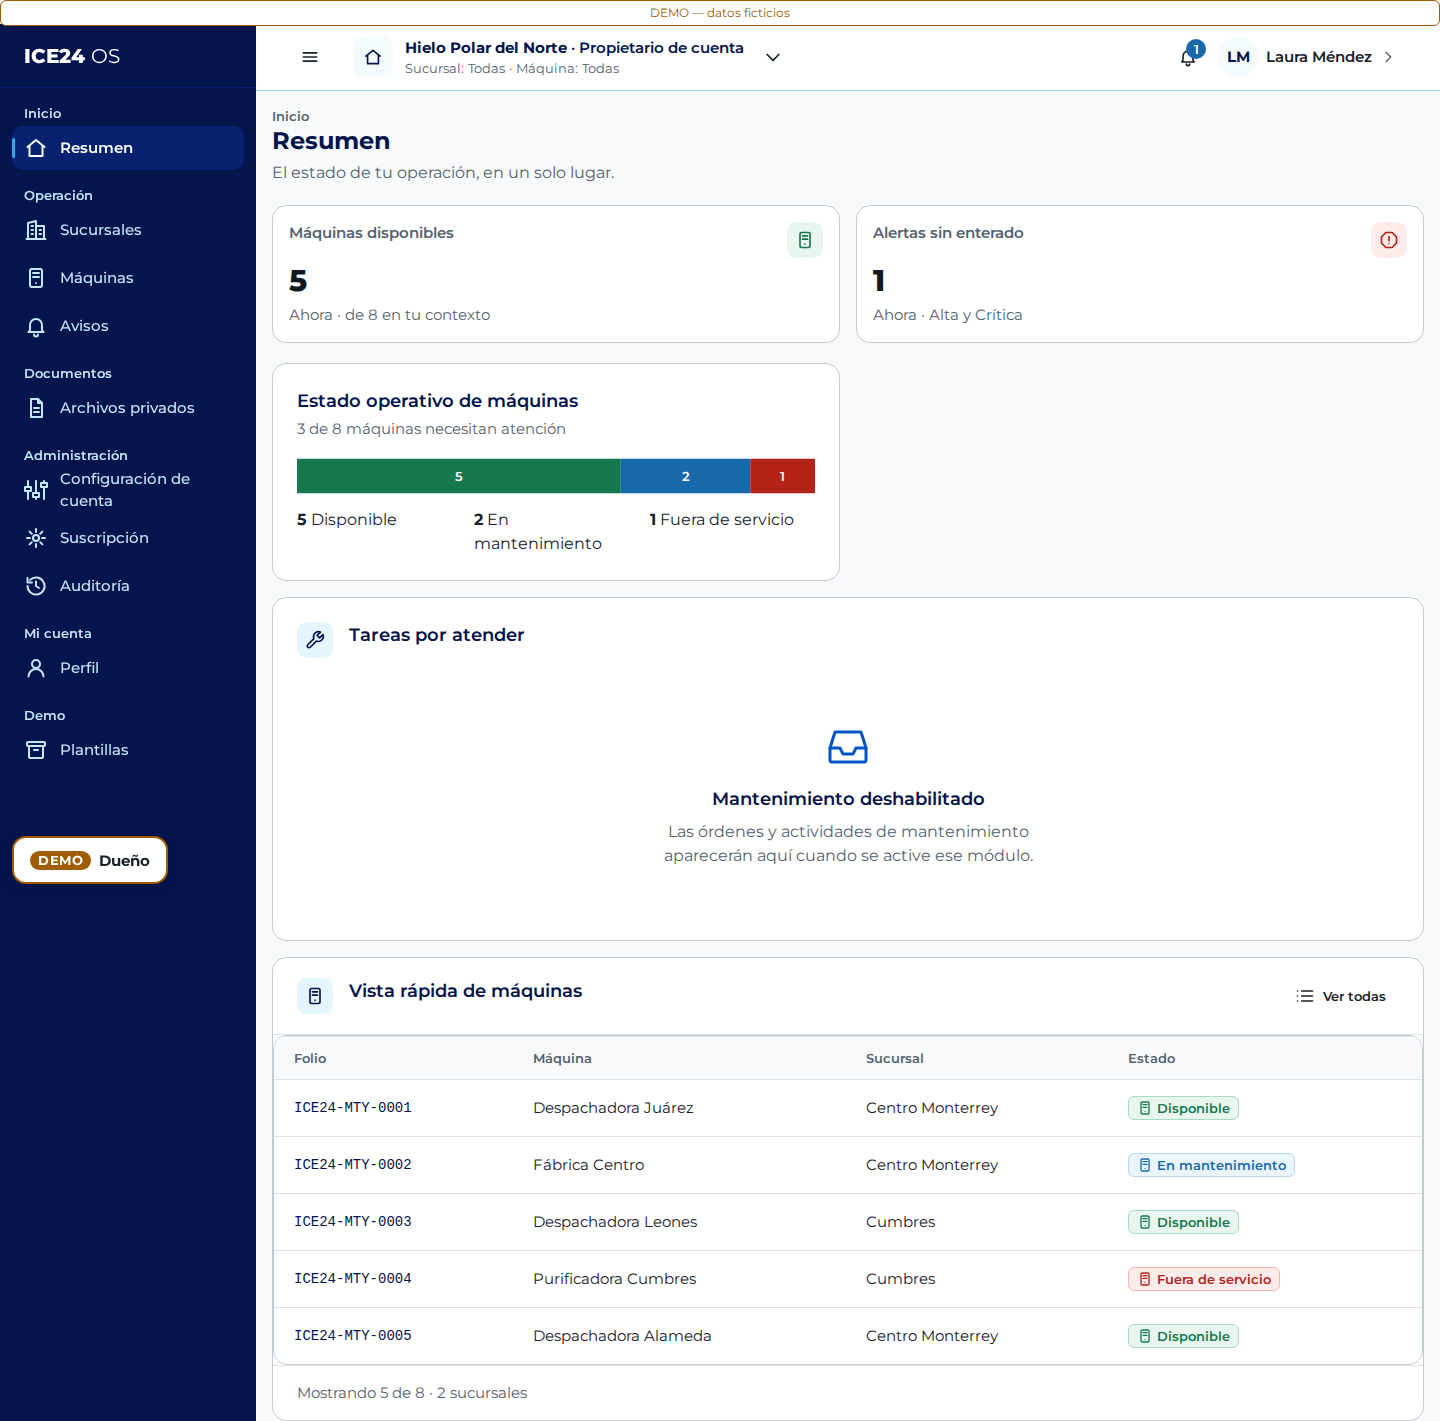 DEMO — datos ficticios
ICE24 OS
Inicio
Resumen
Operación
Sucursales
Máquinas
Avisos
Documentos
Archivos privados
Administración
Configuración de
cuenta
Suscripción
Auditoría
Mi cuenta
Perfil
Demo
Plantillas
DEMO Dueño
Hielo Polar del Norte · Propietario de cuenta
Sucursal: Todas · Máquina: Todas
1
LM Laura Méndez
Inicio
Resumen
El estado de tu operación, en un solo lugar.
Máquinas disponibles
5
Ahora · de 8 en tu contexto
Alertas sin enterado
1
Ahora · Alta y Crítica
Estado operativo de máquinas
3 de 8 máquinas necesitan atención
5 2 1
5 Disponible
2 En
mantenimiento
1 Fuera de servicio
Tareas por atender
Mantenimiento deshabilitado
Las órdenes y actividades de mantenimiento
aparecerán aquí cuando se active ese módulo.
Vista rápida de máquinas
Ver todas
Folio Máquina Sucursal Estado
ICE24-MTY-0001 Despachadora Juárez Centro Monterrey Disponible
ICE24-MTY-0002 Fábrica Centro Centro Monterrey En mantenimiento
ICE24-MTY-0003 Despachadora Leones Cumbres Disponible
ICE24-MTY-0004 Purificadora Cumbres Cumbres Fuera de servicio
ICE24-MTY-0005 Despachadora Alameda Centro Monterrey Disponible
Mostrando 5 de 8 · 2 sucursales